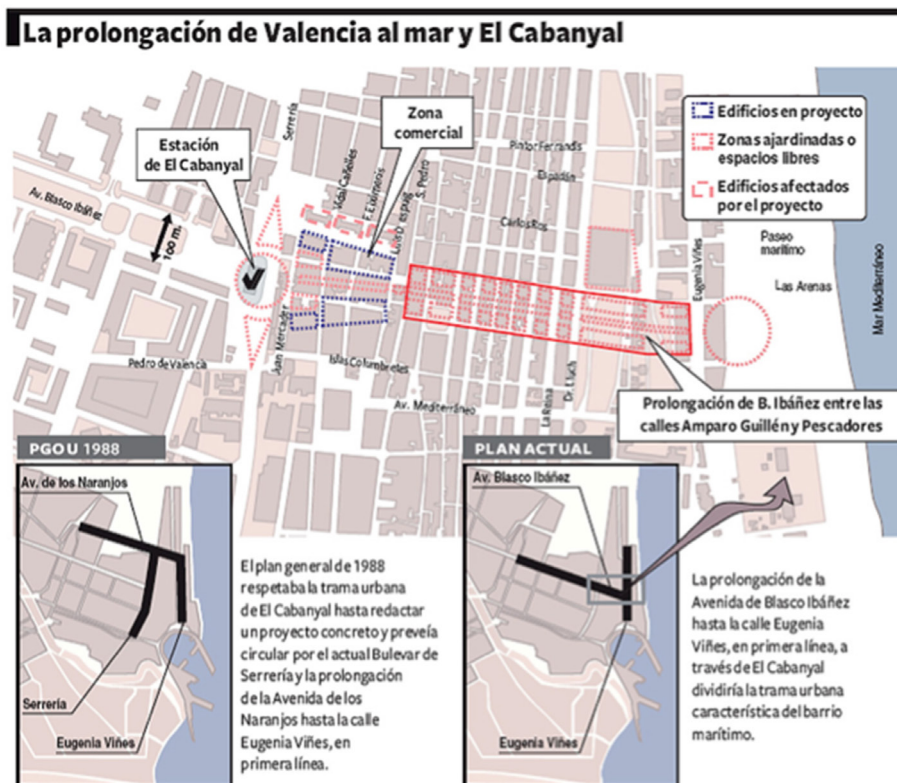 La prolongación de Valencia al mar y El Cabanyal
Estación
de El Cabanyal
Zona
comercial
Edificios en proyecto
Zonas ajardinadas o
espacios libres
Edificios afectados
por el proyecto
Av. Blasco Ibáñez
100 m.
Serrería
Vidal Cañelles
F. Eiximenis
Luis D'espuig
S. Pedro
Pintor Ferrandis
Espadán
Carlos Ros
Eugenia Viñes
Paseo
marítimo
Las Arenas
Mar Mediterráneo
Juan Mercader
Pedro de Valencia
Islas Columbretes
Av. Mediterráneo
La Reina
Dr. Lluch
Prolongación de B. Ibáñez entre las
calles Amparo Guillén y Pescadores
PGOU 1988
Av. de los Naranjos
Serrería
Eugenia Viñes
El plan general de 1988
respetaba la trama urbana
de El Cabanyal hasta redactar
un proyecto concreto y preveía
circular por el actual Bulevar de
Serrería y la prolongación
de la Avenida de los
Naranjos hasta la calle
Eugenia Viñes, en
primera línea.
PLAN ACTUAL
Av. Blasco Ibáñez
Eugenia Viñes
La prolongación de la
Avenida de Blasco Ibáñez
hasta la calle Eugenia
Viñes, en primera línea, a
través de El Cabanyal
dividiría la trama urbana
característica del barrio
marítimo.